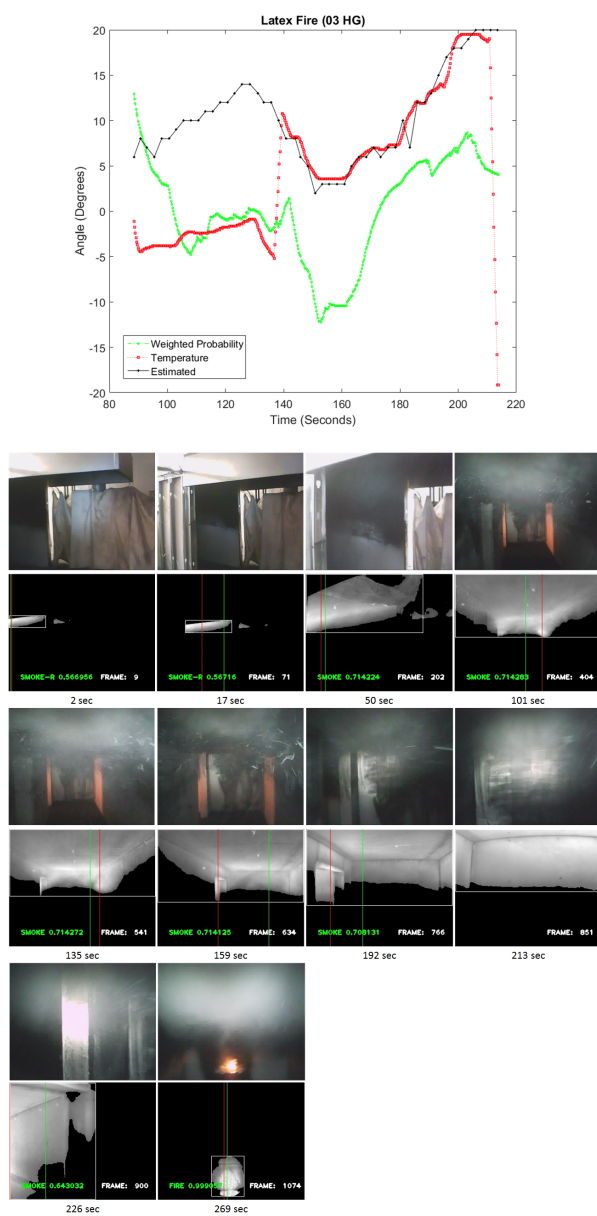 Latex Fire (03 HG)
20
15
10
5
0
-5
-10
-15
-20
Angle (Degrees)
Weighted Probability
Temperature
Estimated
80 100 120 140 160 180 200 220
Time (Seconds)
SMOKE-R 0.566956 FRAME: 9
SMOKE-R 0.56716 FRAME: 71
SMOKE 0.714224 FRAME: 202
SMOKE 0.714283 FRAME: 404
2 sec 17 sec 50 sec 101 sec
SMOKE 0.714272 FRAME: 541
SMOKE 0.714125 FRAME: 634
SMOKE 0.708131 FRAME: 766
FRAME: 851
135 sec 159 sec 192 sec 213 sec
SMOKE 0.643032 FRAME: 900
FIRE FRAME: 1074
226 sec 269 sec